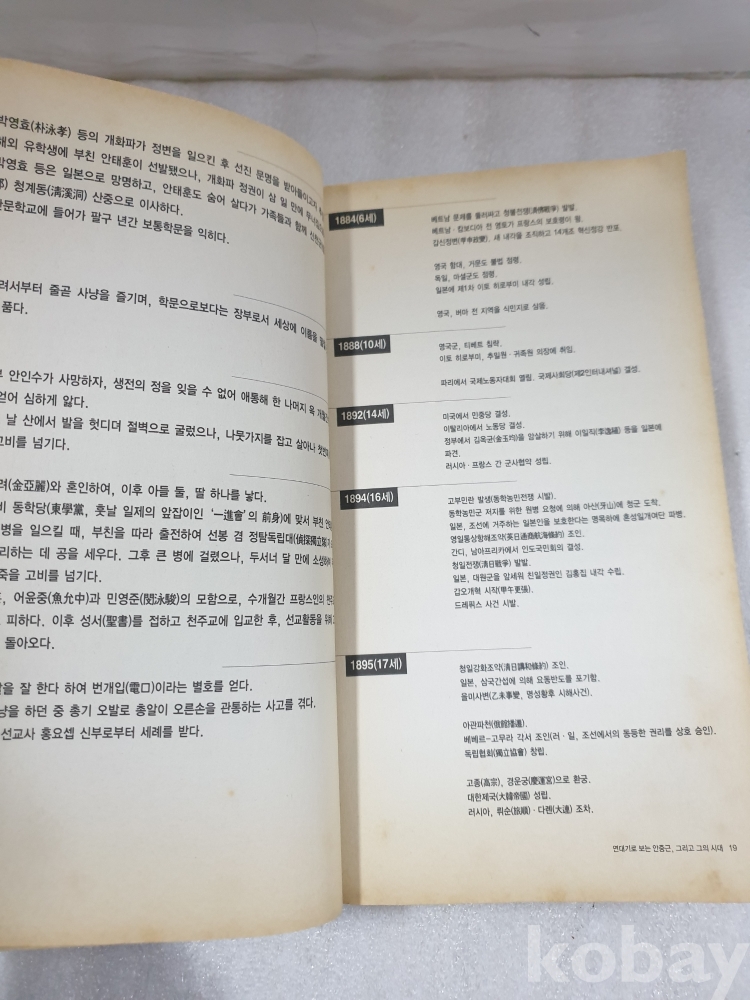 박영효(朴泳孝) 등의 개화파가 정변을 일으킨 후 선진 문명을 받아들이고자
해외 유학생에 부친 안태훈이 선발됐으나, 개화파 정권이 삼 일 만에
박영효 등은 일본으로 망명하고, 안태훈도 숨어 살다가 가족들과 함께
청계동(淸溪洞) 산중으로 이사하다.
한문학교에 들어가 팔구 년간 보통학문을 익히다.
려서부터 줄곧 사냥을 즐기며, 학문으로보다는 장부로서 세상에 이름을
품다.
안인수가 사망하자, 생전의 정을 잊을 수 없어 애통해 한 나머지 육
얻어 심하게 앓다.
날 산에서 발을 헛디뎌 절벽으로 굴렀으나, 나뭇가지를 잡고 살아나
고비를 넘기다.
려(金亞麗)와 혼인하여, 이후 아들 둘, 딸 하나를 낳다.
비 동학당(東學黨, 훗날 일제의 앞잡이인 '一進會'의 前身)에 맞서 부친
병을 일으킬 때, 부친을 따라 출전하여 선봉 겸 정탐독립대(偵探獨立隊)
리하는 데 공을 세우다. 그후 큰 병에 걸렸으나, 두서너 달 만에
죽을 고비를 넘기다.
어윤중(魚允中)과 민영준(閔泳駿)의 모함으로, 수개월간 프랑스인의
피하다. 이후 성서(聖書)를 접하고 천주교에 입교한 후, 선교활동을 위해
돌아오다.
말을 잘 한다 하여 번개입(電口)이라는 별호를 얻다.
냥을 하던 중 총기 오발로 총알이 오른손을 관통하는 사고를 겪다.
선교사 홍요셉 신부로부터 세례를 받다.
1884(6세)
베트남 문제를 둘러싸고 청불전쟁(淸佛戰爭) 발발.
베트남·캄보디아 전 영토가 프랑스의 보호령이 됨.
갑신정변(甲申政變), 새 내각을 조직하고 14개조 혁신정강 반포.
영국 함대, 거문도 불법 점령.
독일, 마셜군도 점령.
일본에 제1차 이토 히로부미 내각 성립.
영국, 버마 전 지역을 식민지로 삼음.
1888(10세)
영국군, 티베트 침략.
이토 히로부미, 추밀원·귀족원 의장에 취임.
파리에서 국제노동자대회 열림. 국제사회당(제2인터내셔널) 결성.
1892(14세)
미국에서 민중당 결성.
이탈리아에서 노동당 결성.
정부에서 김옥균(金玉均)을 암살하기 위해 이일직(李逸稙) 등을 일본에
파견.
러시아·프랑스 간 군사협약 성립.
1894(16세)
고부민란 발생(동학농민전쟁 시발).
동학농민군 저지를 위한 원병 요청에 의해 아산(牙山)에 청군 도착.
일본, 조선에 거주하는 일본인을 보호한다는 명목하에 혼성일개여단 파병.
영일통상항해조약(英日通商航海條約) 조인.
간디, 남아프리카에서 인도국민회의 결성.
청일전쟁(淸日戰爭) 발발.
일본, 대원군을 앞세워 친일정권인 김홍집 내각 수립.
갑오개혁 시작(甲午更張).
드레퓌스 사건 시발.
1895(17세)
청일강화조약(淸日講和條約) 조인.
일본, 삼국간섭에 의해 요동반도를 포기함.
을미사변(乙未事變, 명성황후 시해사건).
아관파천(俄館播遷).
베베르-고무라 각서 조인(러·일, 조선에서의 동등한 권리를 상호 승인).
독립협회(獨立協會) 창립.
고종(高宗), 경운궁(慶運宮)으로 환궁.
대한제국(大韓帝國) 성립.
러시아, 뤼순(旅順)·다롄(大連) 조차.
연대기로 보는 안중근, 그리고 그의 시대 19
kobay